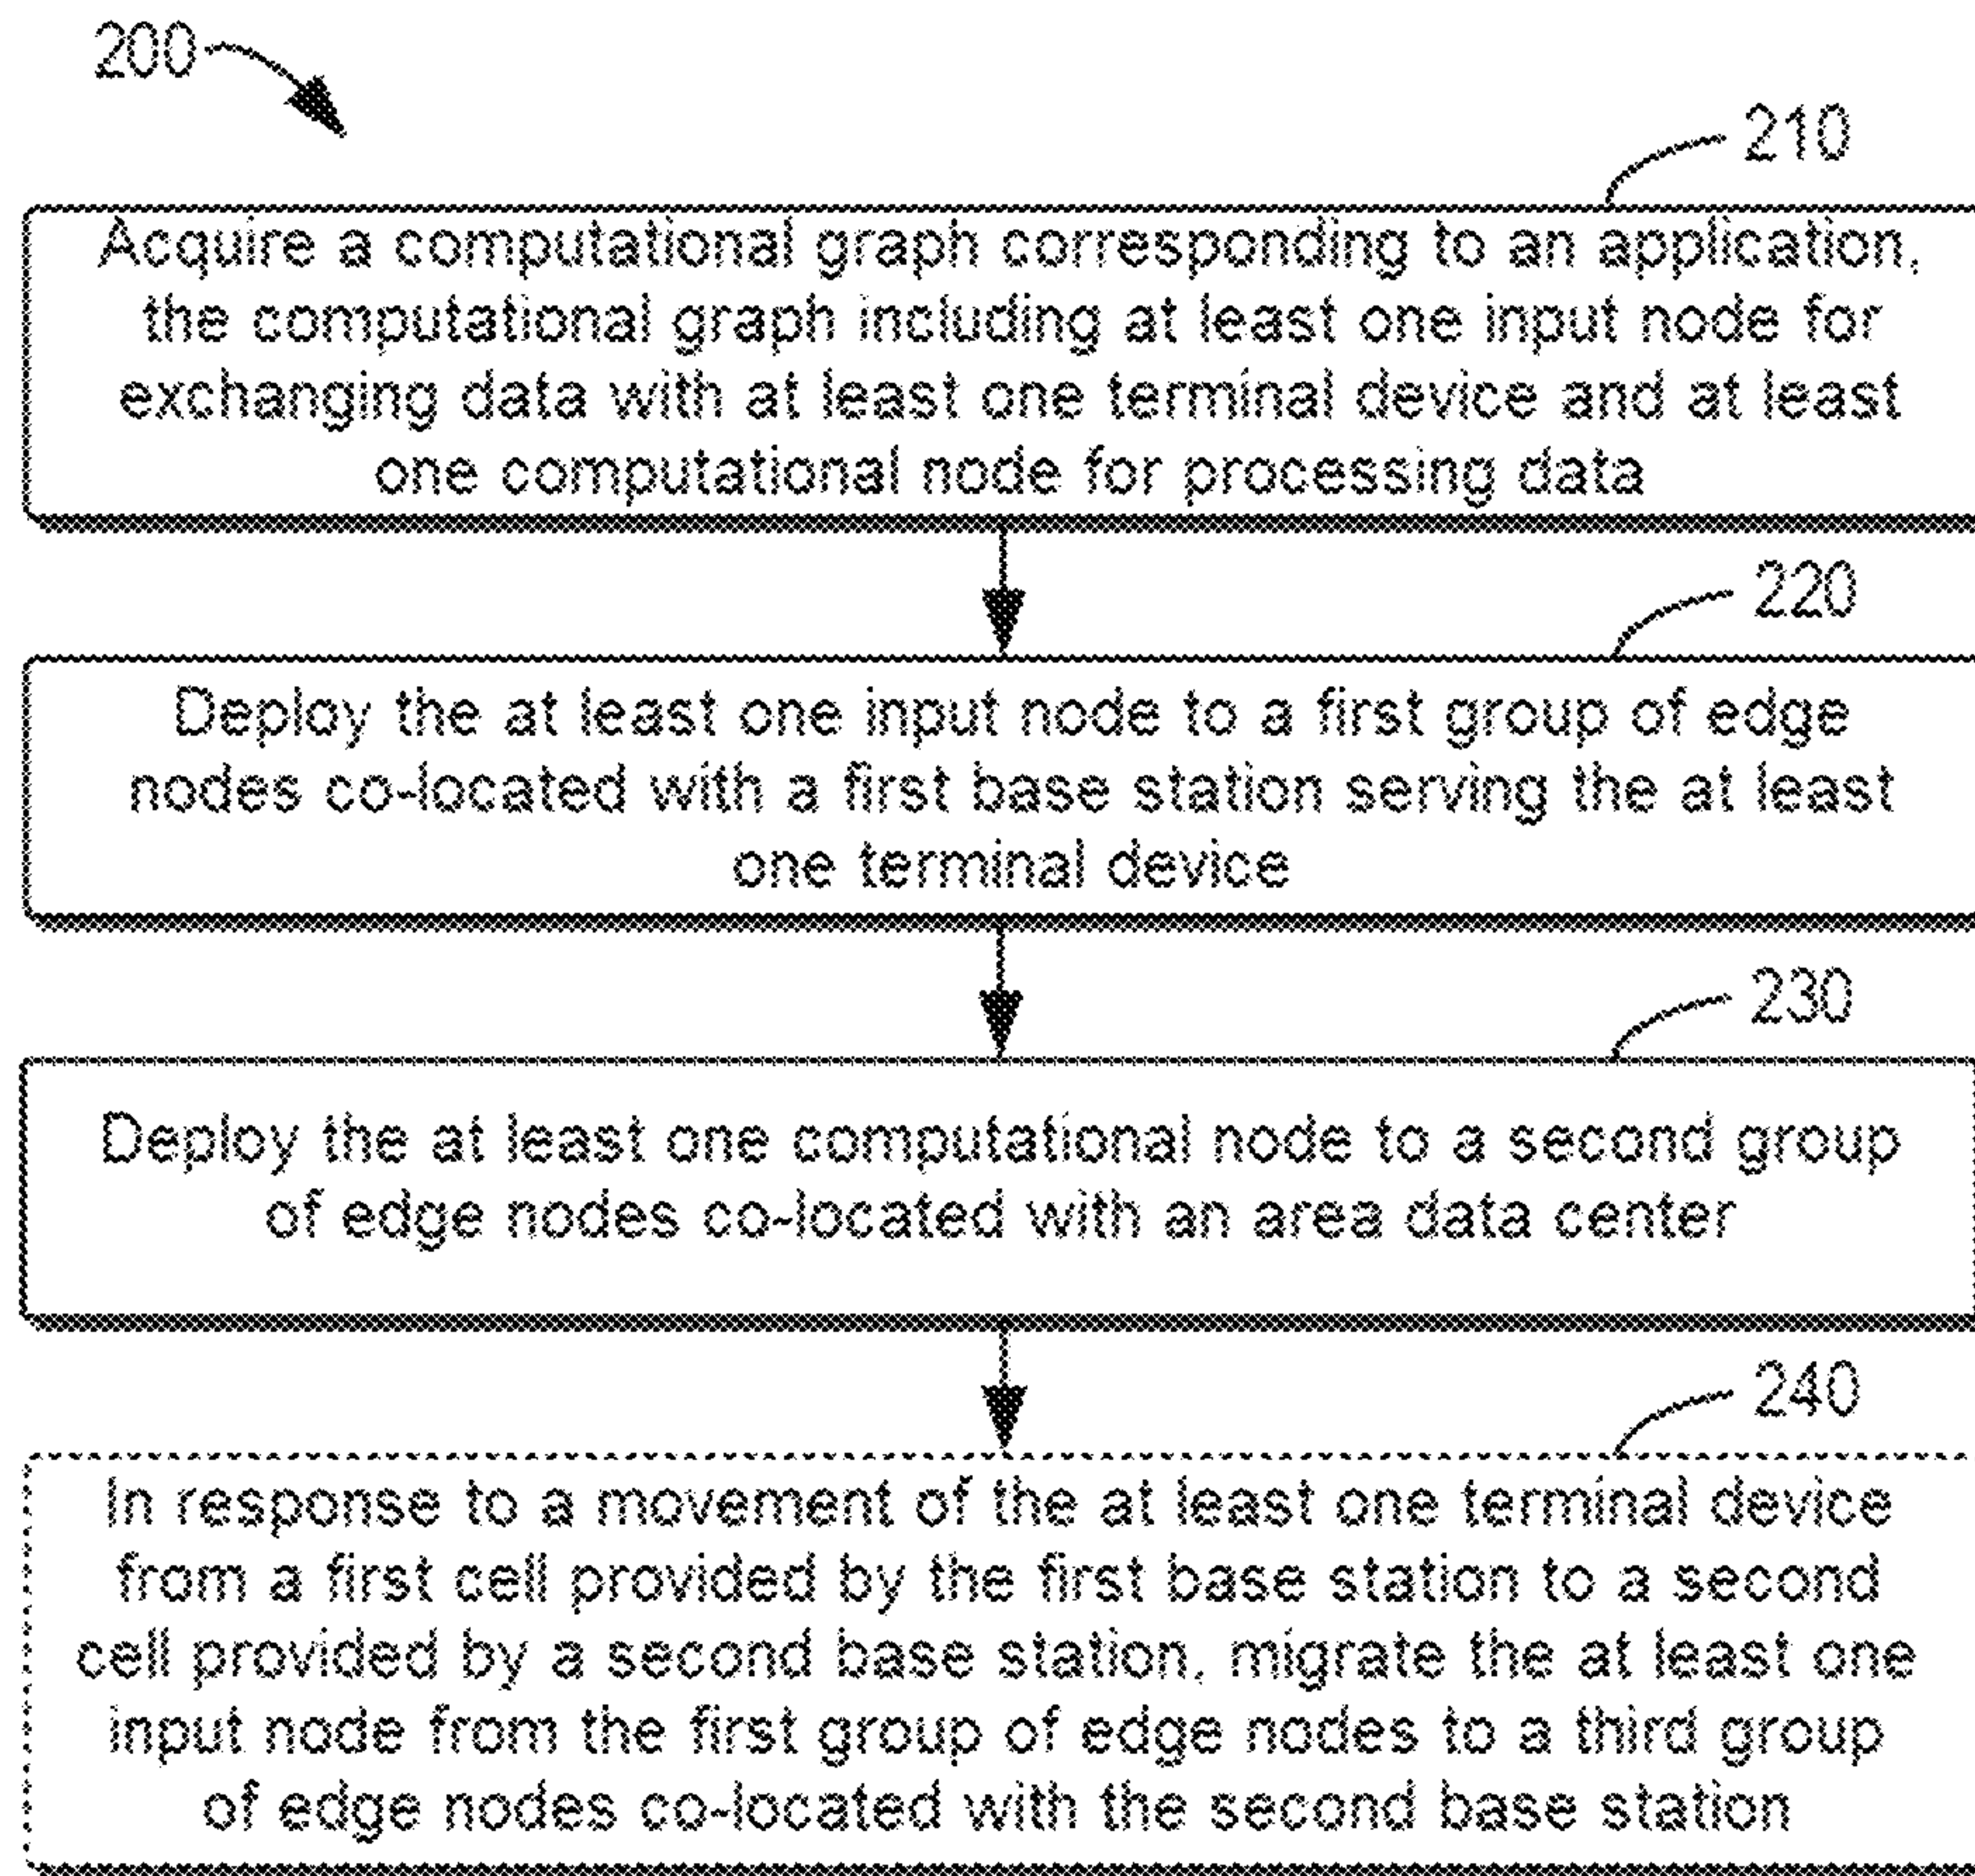 200
210
Acquire a computational graph corresponding to an application,
the computational graph including at least one input node for
exchanging data with at least one terminal device and at least
one computational node for processing data
220
Deploy the at least one input node to a first group of edge
nodes co-located with a first base station serving the at least
one terminal device
230
Deploy the at least one computational node to a second group
of edge nodes co-located with an area data center
240
In response to a movement of the at least one terminal device
from a first cell provided by the first base station to a second
cell provided by a second base station, migrate the at least one
input node from the first group of edge nodes to a third group
of edge nodes co-located with the second base station